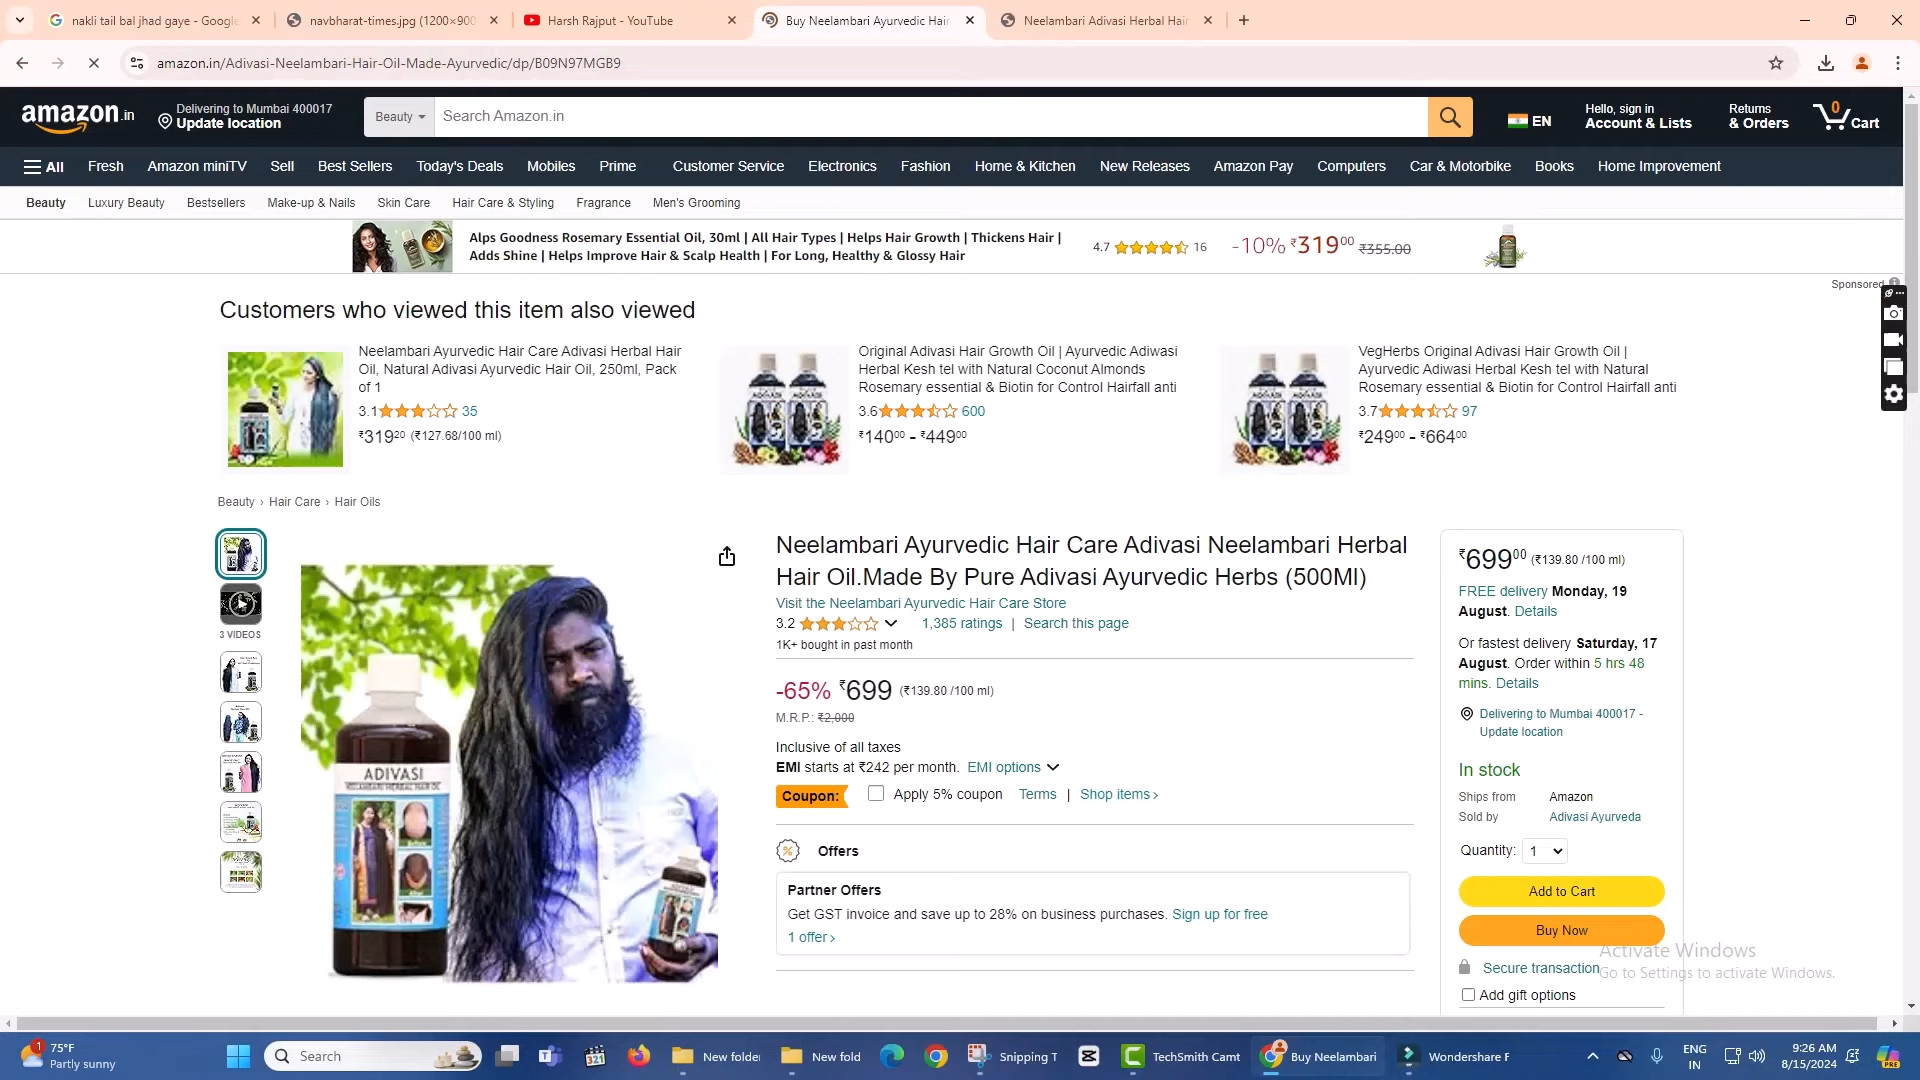 nakli tail bal jhad gaye - Google
navbharat-times.jpg (1200×900
Harsh Rajput - YouTube
Buy Neelambari Ayurvedic Hair
Neelambari Adivasi Herbal Hair
amazon.in/Adivasi-Neelambari-Hair-Oil-Made-Ayurvedic/dp/B09N97MGB9
amazon.in
Delivering to Mumbai 400017
Update location
Beauty
Search Amazon.in
EN
Hello, sign in
Account & Lists
Returns
& Orders
0
Cart
All
Fresh
Amazon miniTV
Sell
Best Sellers
Today's Deals
Mobiles
Prime
Customer Service
Electronics
Fashion
Home & Kitchen
New Releases
Amazon Pay
Computers
Car & Motorbike
Books
Home Improvement
Beauty
Luxury Beauty
Bestsellers
Make-up & Nails
Skin Care
Hair Care & Styling
Fragrance
Men's Grooming
Alps Goodness Rosemary Essential Oil, 30ml | All Hair Types | Helps Hair Growth | Thickens Hair |
Adds Shine | Helps Improve Hair & Scalp Health | For Long, Healthy & Glossy Hair
4.7
16
-10% ₹319⁰⁰ ₹355.00
Sponsored
Customers who viewed this item also viewed
Neelambari Ayurvedic Hair Care Adivasi Herbal Hair
Oil, Natural Adivasi Ayurvedic Hair Oil, 250ml, Pack
of 1
3.1
35
₹319²⁰ (₹127.68/100 ml)
Original Adivasi Hair Growth Oil | Ayurvedic Adiwasi
Herbal Kesh tel with Natural Coconut Almonds
Rosemary essential & Biotin for Control Hairfall anti
3.6
600
₹140⁰⁰ - ₹449⁰⁰
VegHerbs Original Adivasi Hair Growth Oil |
Ayurvedic Adiwasi Herbal Kesh tel with Natural
Rosemary essential & Biotin for Control Hairfall anti
3.7
97
₹249⁰⁰ - ₹664⁰⁰
Beauty › Hair Care › Hair Oils
3 VIDEOS
ADIVASI
NEELAMBARI HERBAL HAIR OIL
Neelambari Ayurvedic Hair Care Adivasi Neelambari Herbal
Hair Oil.Made By Pure Adivasi Ayurvedic Herbs (500Ml)
Visit the Neelambari Ayurvedic Hair Care Store
3.2
1,385 ratings | Search this page
1K+ bought in past month
-65% ₹699 (₹139.80 /100 ml)
M.R.P.: ₹2,000
Inclusive of all taxes
EMI starts at ₹242 per month. EMI options
Coupon: Apply 5% coupon Terms | Shop items ›
Offers
Partner Offers
Get GST invoice and save up to 28% on business purchases. Sign up for free
1 offer ›
₹699⁰⁰ (₹139.80 /100 ml)
FREE delivery Monday, 19
August. Details
Or fastest delivery Saturday, 17
August. Order within 5 hrs 48
mins. Details
Delivering to Mumbai 400017 -
Update location
In stock
Ships from Amazon
Sold by Adivasi Ayurveda
Quantity: 1
Add to Cart
Buy Now
Activate Windows
Go to Settings to activate Windows.
Secure transaction
Add gift options
1
75°F
Partly sunny
Search
321
New folder
New fold
Snipping T
TechSmith Camt
Buy Neelambari
Wondershare F
ENG
IN
9:26 AM
8/15/2024
PRE